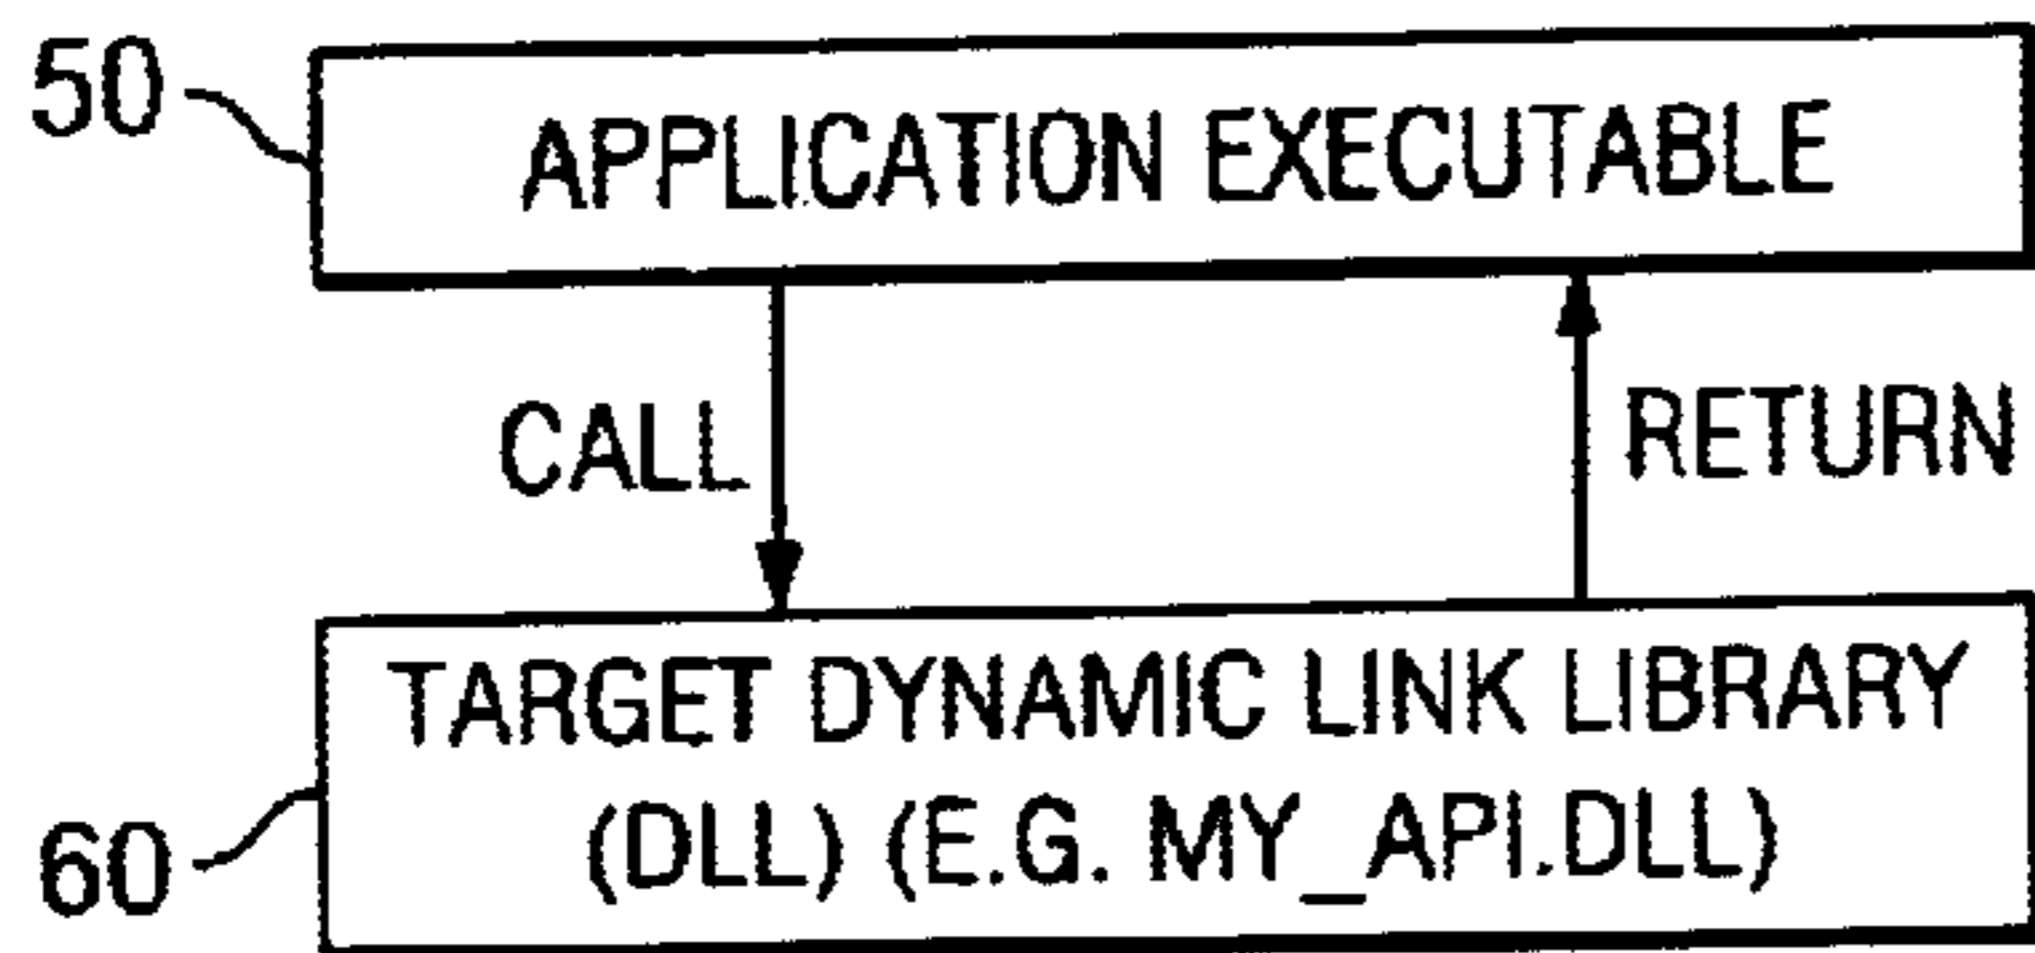 50
APPLICATION EXECUTABLE
CALL
RETURN
TARGET DYNAMIC LINK LIBRARY
(DLL) (E.G. MY_API.DLL)
60